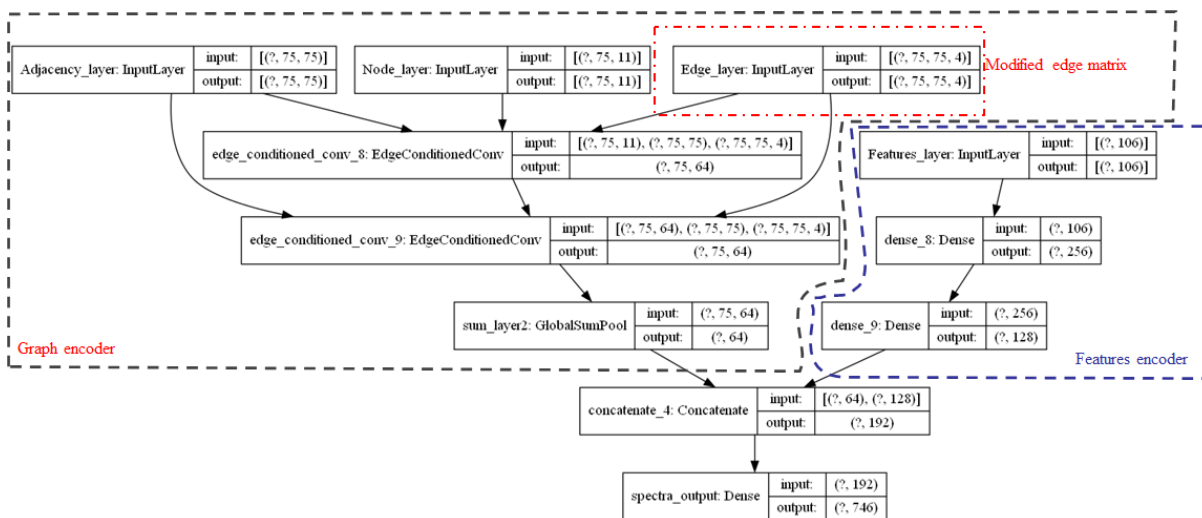 Adjacency_layer: InputLayer
input:
[(?, 75, 75)]
output:
[(?, 75, 75)]
Node_layer: InputLayer
input:
[(?, 75, 11)]
output:
[(?, 75, 11)]
Edge_layer: InputLayer
input:
[(?, 75, 75, 4)]
output:
[(?, 75, 75, 4)]
Modified edge matrix
edge_conditioned_conv_8: EdgeConditionedConv
input:
[(?, 75, 11), (?, 75, 75), (?, 75, 75, 4)]
output:
(?, 75, 64)
Features_layer: InputLayer
input:
[(?, 106)]
output:
[(?, 106)]
edge_conditioned_conv_9: EdgeConditionedConv
input:
[(?, 75, 64), (?, 75, 75), (?, 75, 75, 4)]
output:
(?, 75, 64)
dense_8: Dense
input:
(?, 106)
output:
(?, 256)
sum_layer2: GlobalSumPool
input:
(?, 75, 64)
output:
(?, 64)
dense_9: Dense
input:
(?, 256)
output:
(?, 128)
Graph encoder
Features encoder
concatenate_4: Concatenate
input:
[(?, 64), (?, 128)]
output:
(?, 192)
spectra_output: Dense
input:
(?, 192)
output:
(?, 746)